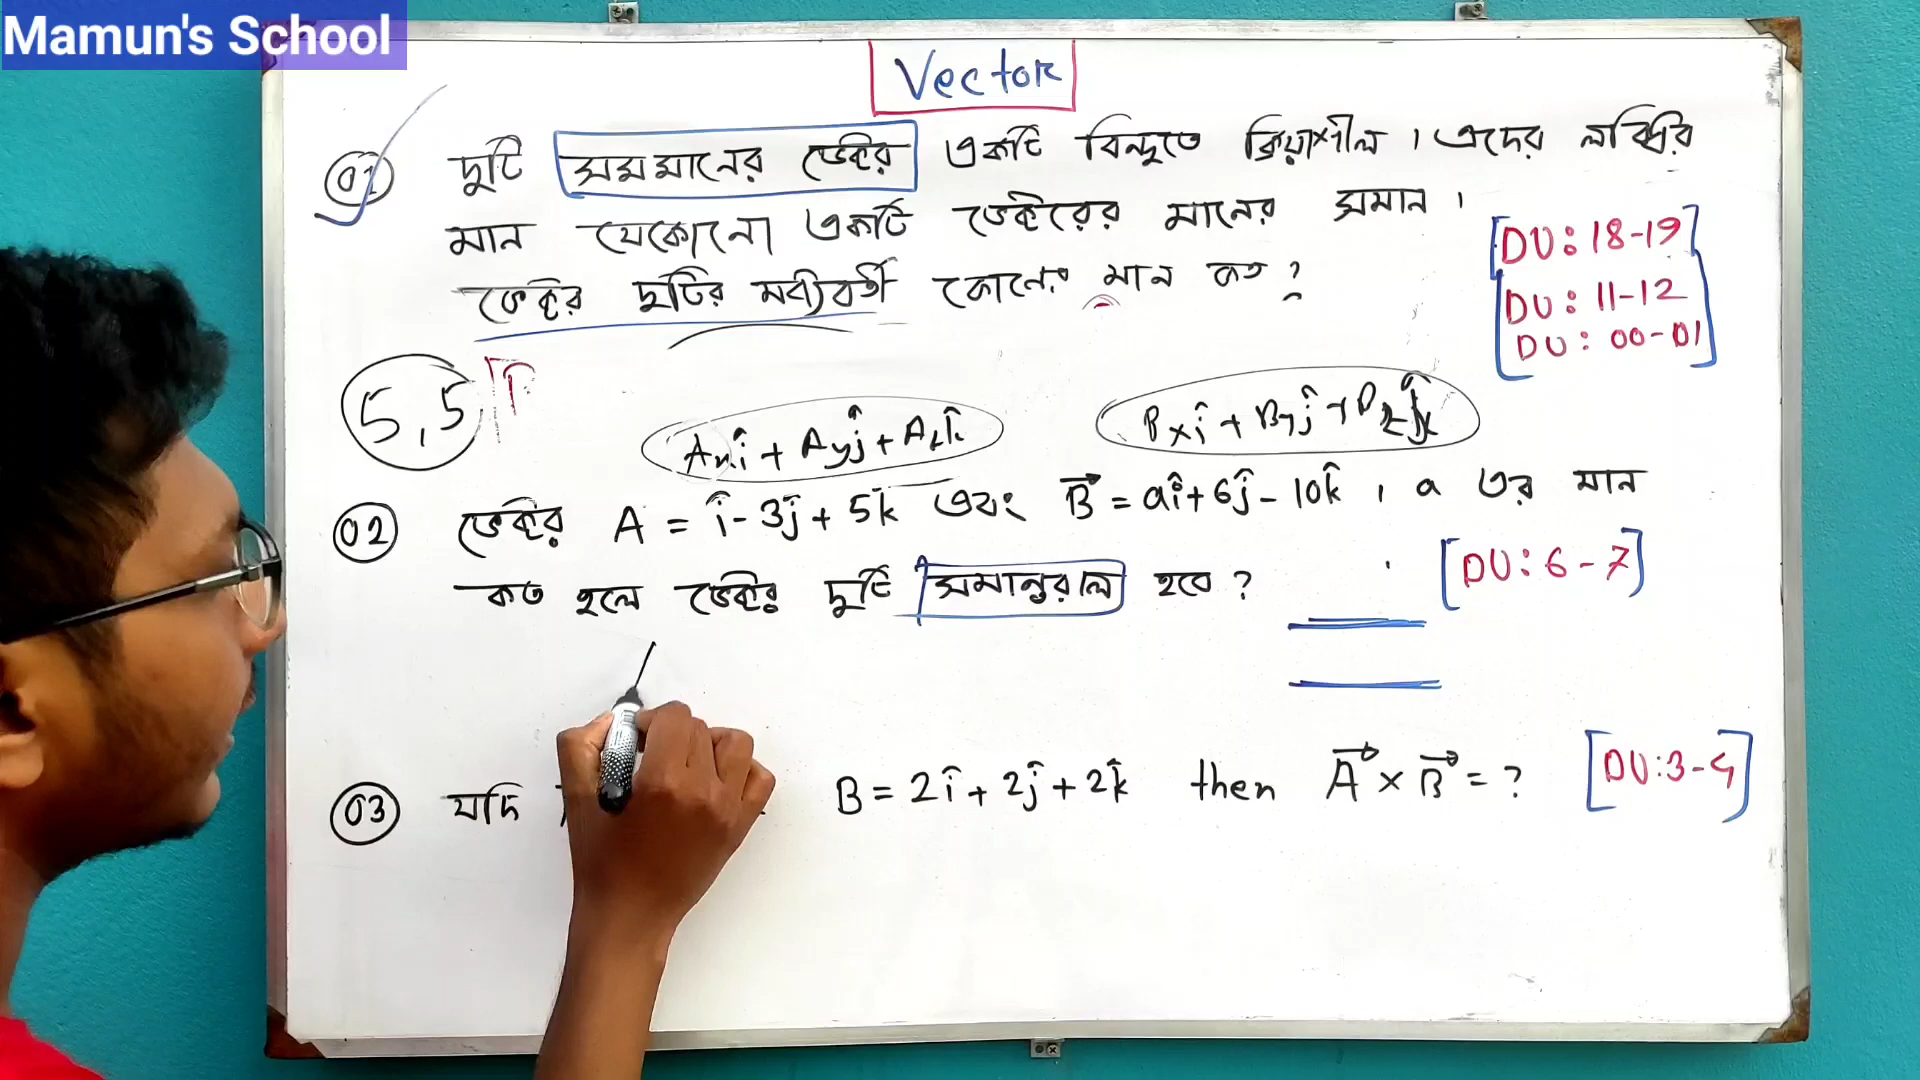 Mamun's School
Vector
01 দুটি সমমানের ভেক্টর একটি বিন্দুতে ক্রিয়াশীল । এদের লব্ধির
মান যেকোনো একটি ভেক্টরের মানের সমান ।
[DU: 18-19]
ভেক্টর দুটির মধ্যবর্তী কোণের মান কত ?
[DU: 11-12
DU: 00-01]
5, 5
Axî + Ayĵ + Azk̂
Bxî + Byĵ + Bzk̂
02 ভেক্টর A = î - 3ĵ + 5k̂ এবং B⃗ = aî + 6ĵ - 10k̂ , a এর মান
কত হলে ভেক্টর দুটি সমান্তরাল হবে ? [DU: 6-7]
03 যদি B = 2î + 2ĵ + 2k̂ then A⃗ × B⃗ = ? [DU: 3-4]